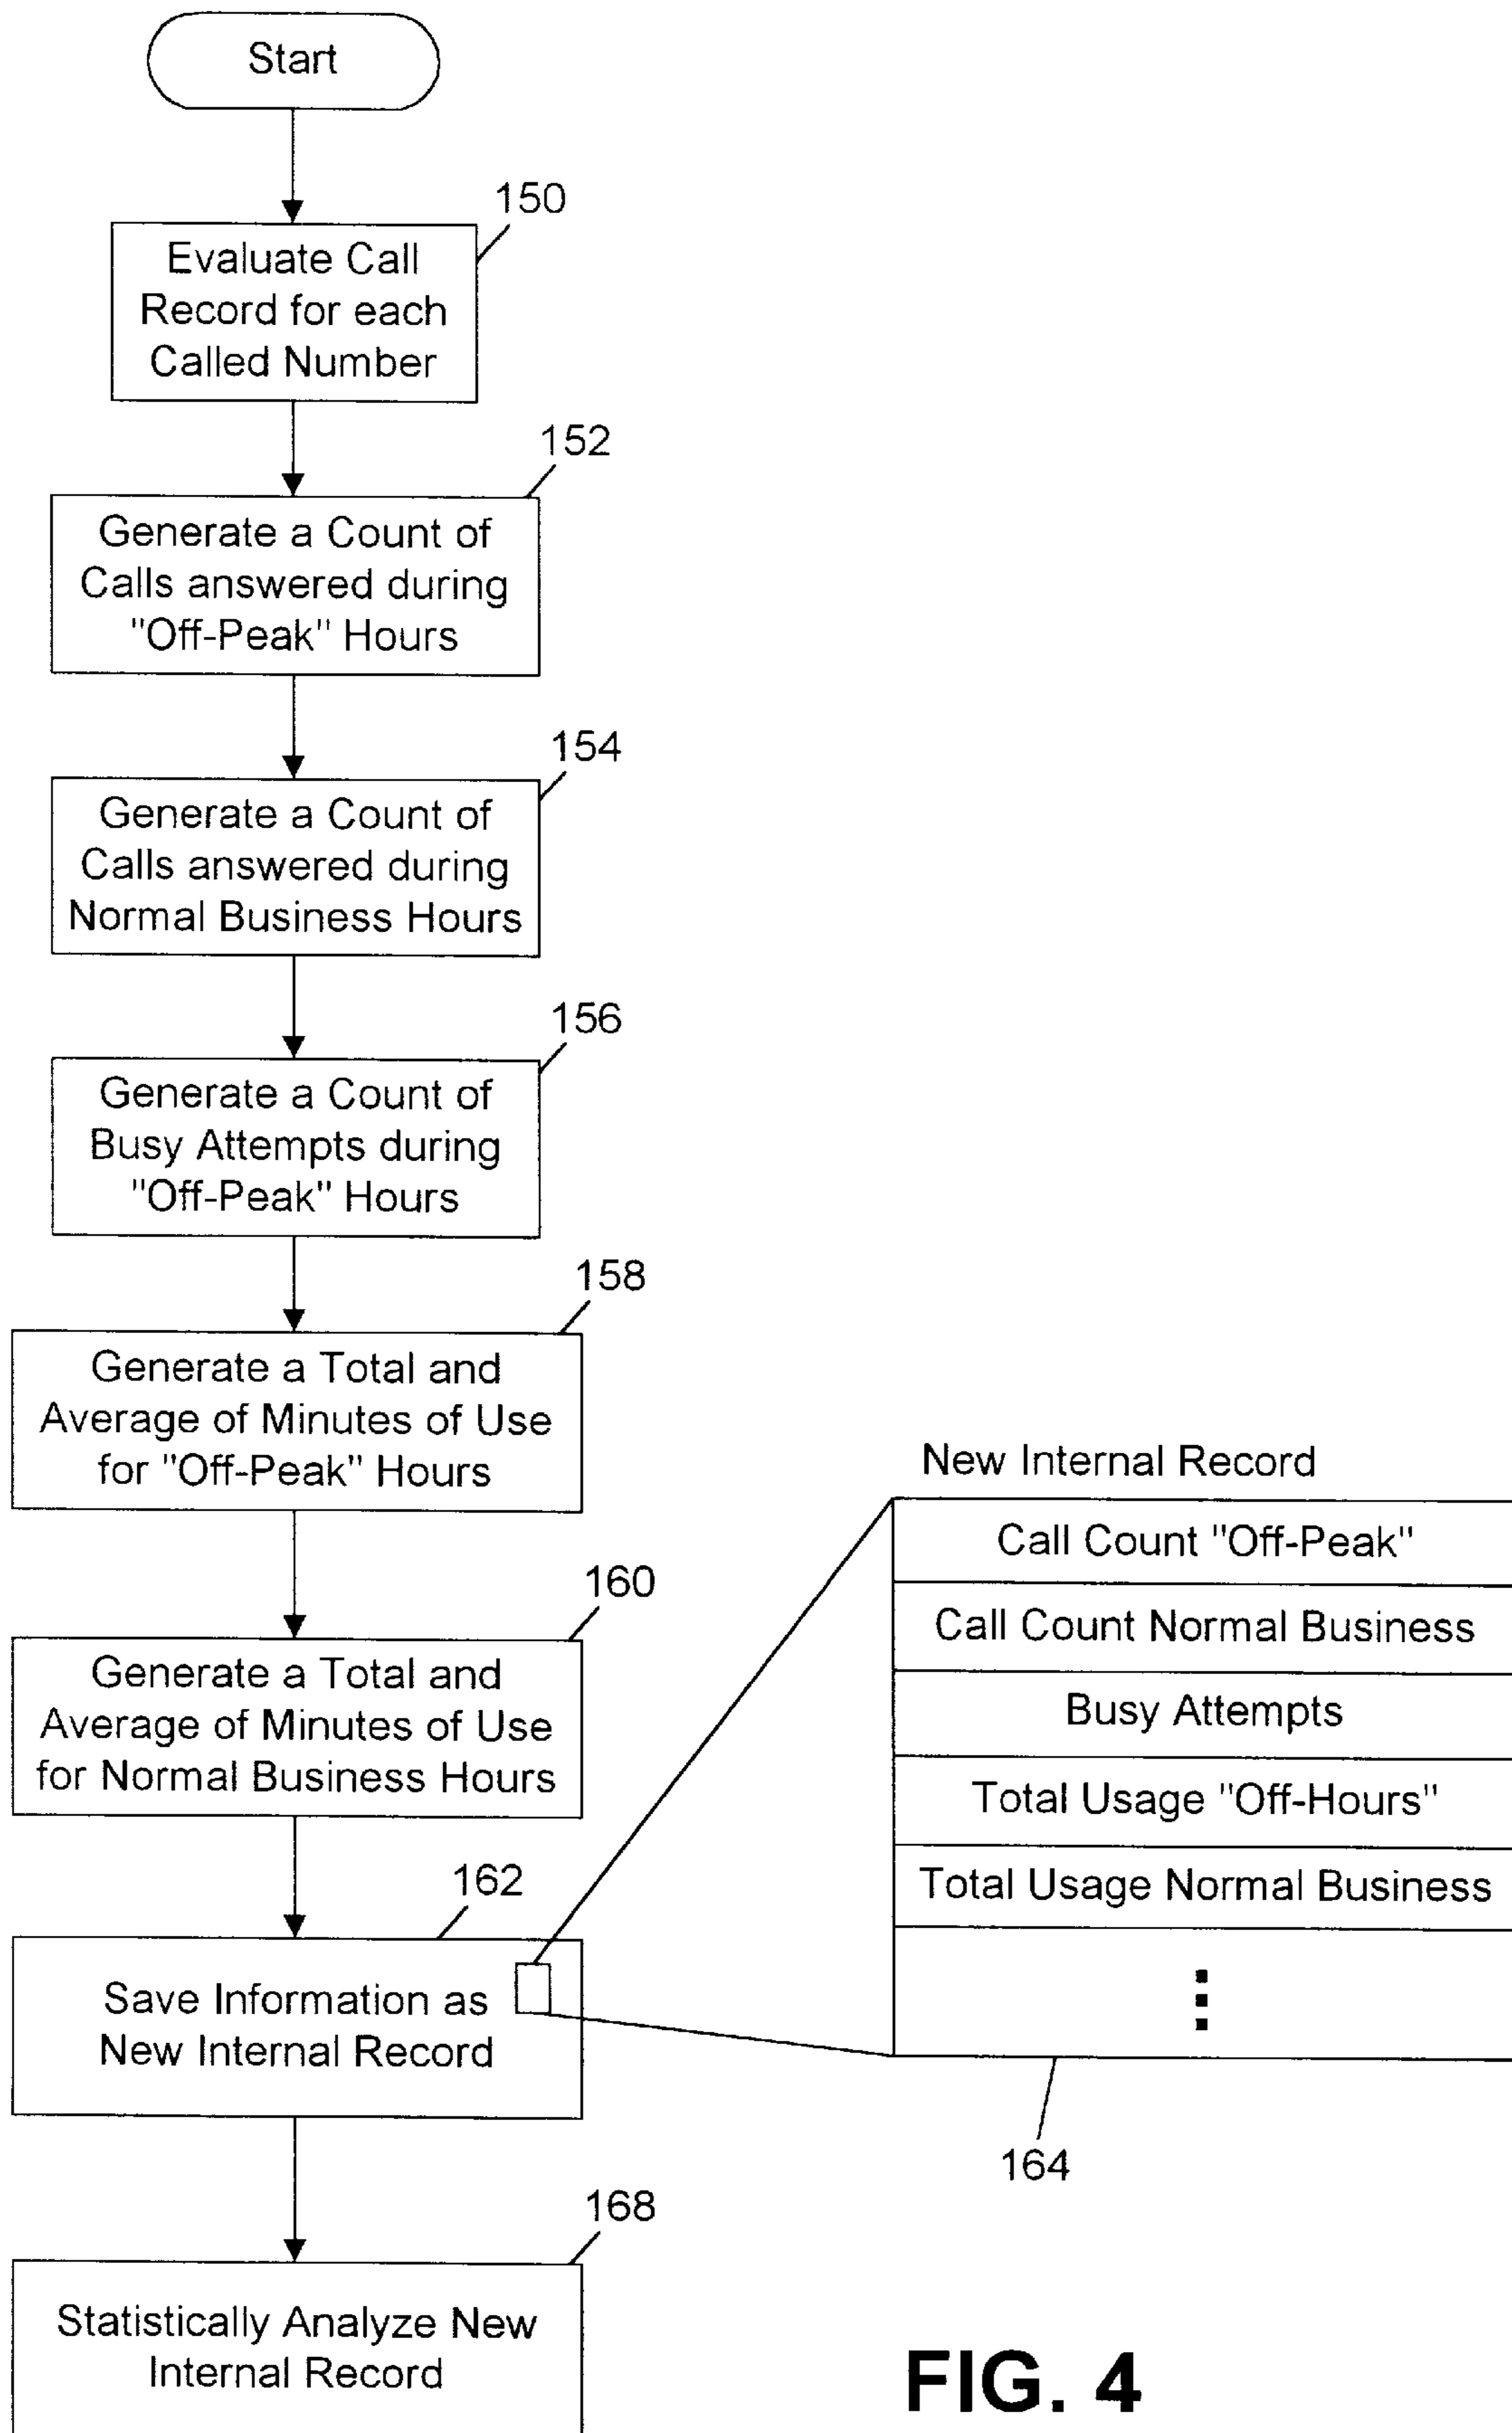 Start
150
Evaluate Call
Record for each
Called Number
152
Generate a Count of
Calls answered during
"Off-Peak" Hours
154
Generate a Count of
Calls answered during
Normal Business Hours
156
Generate a Count of
Busy Attempts during
"Off-Peak" Hours
158
Generate a Total and
Average of Minutes of Use
for "Off-Peak" Hours
160
Generate a Total and
Average of Minutes of Use
for Normal Business Hours
162
Save Information as
New Internal Record
New Internal Record
Call Count "Off-Peak"
Call Count Normal Business
Busy Attempts
Total Usage "Off-Hours"
Total Usage Normal Business
164
168
Statistically Analyze New
Internal Record
FIG. 4